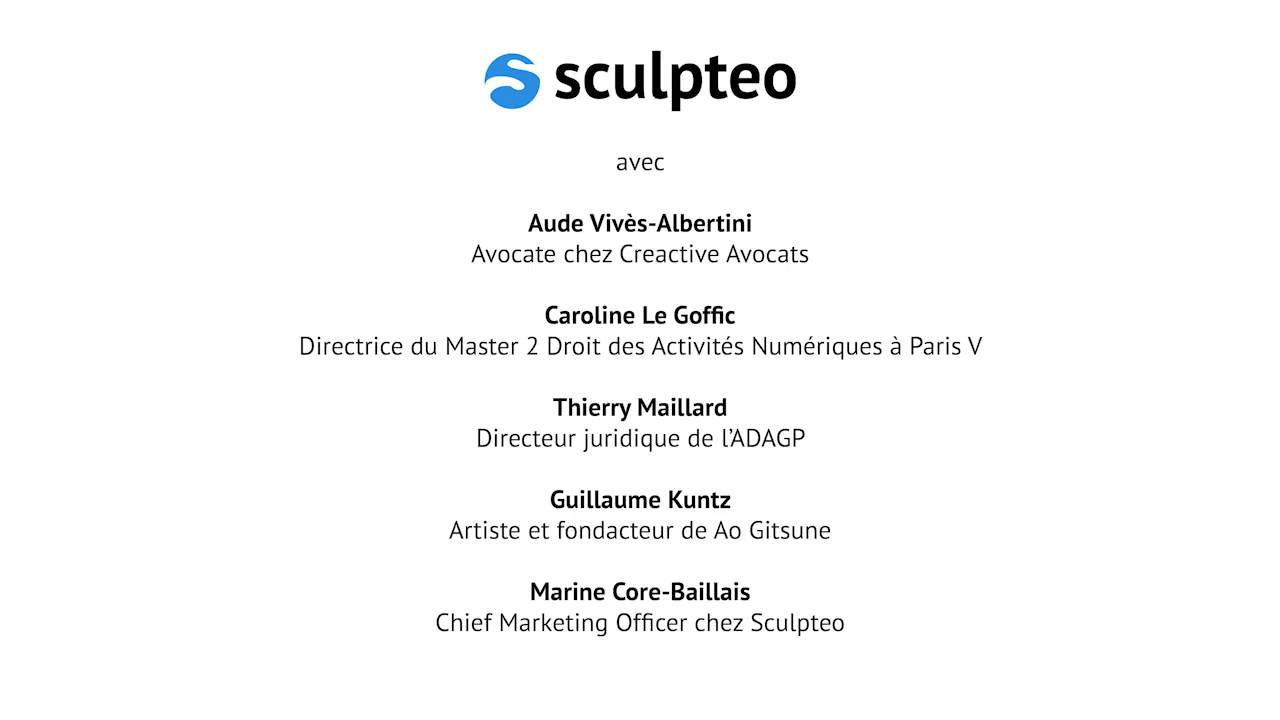 sculpteo
avec
Aude Vivès-Albertini
Avocate chez Creactive Avocats
Caroline Le Goffic
Directrice du Master 2 Droit des Activités Numériques à Paris V
Thierry Maillard
Directeur juridique de l’ADAGP
Guillaume Kuntz
Artiste et fondacteur de Ao Gitsune
Marine Core-Baillais
Chief Marketing Officer chez Sculpteo